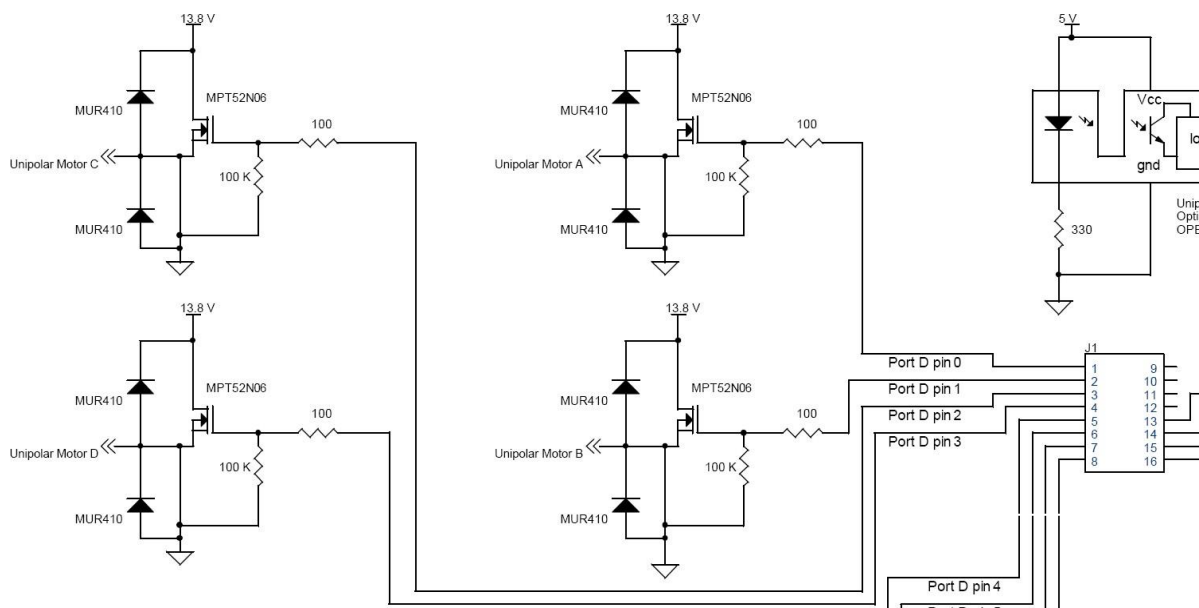 13.8 V
MUR410
MPT52N06
100
Unipolar Motor C
100 K
MUR410
13.8 V
MUR410
MPT52N06
100
Unipolar Motor A
100 K
MUR410
5 V
Vcc
gnd
330
13.8 V
MUR410
MPT52N06
100
Unipolar Motor D
100 K
MUR410
13.8 V
MUR410
MPT52N06
100
Unipolar Motor B
100 K
MUR410
Port D pin 0
Port D pin 1
Port D pin 2
Port D pin 3
J1
1 9
2 10
3 11
4 12
5 13
6 14
7 15
8 16
Port D pin 4